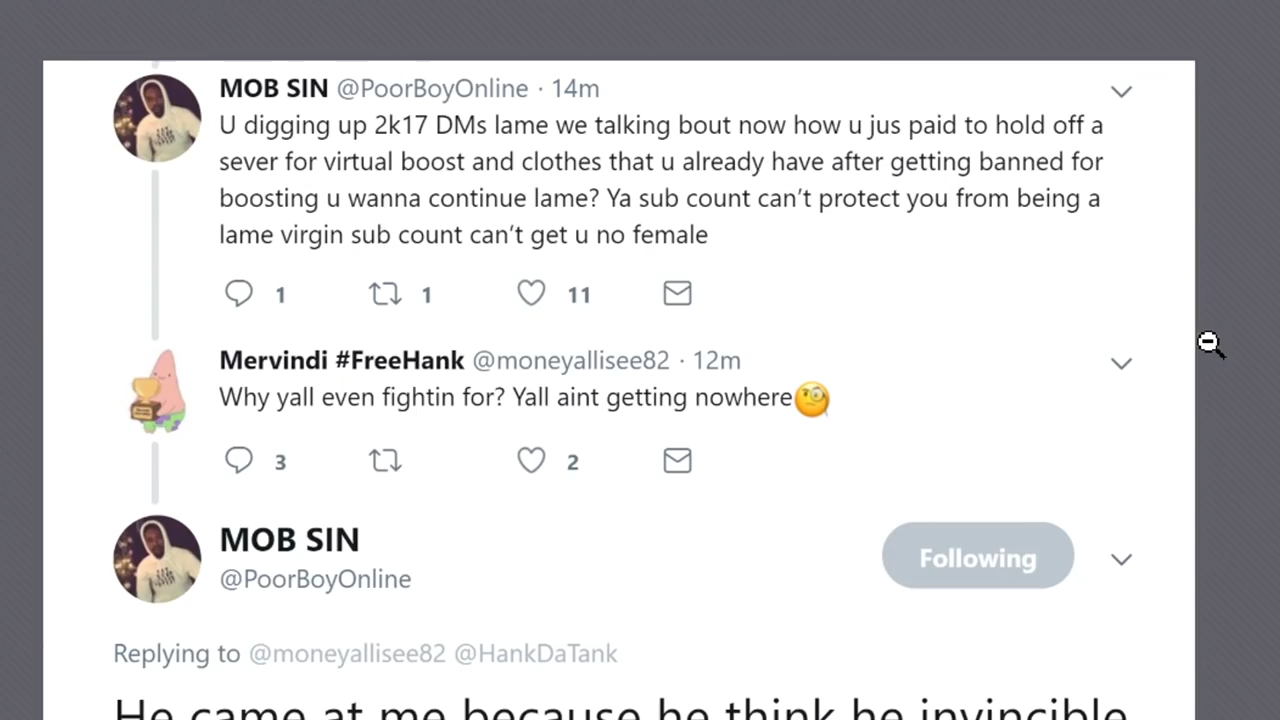 MOB SIN @PoorBoyOnline · 14m
U digging up 2k17 DMs lame we talking bout now how u jus paid to hold off a
sever for virtual boost and clothes that u already have after getting banned for
boosting u wanna continue lame? Ya sub count can’t protect you from being a
lame virgin sub count can’t get u no female
1 1 11
Mervindi #FreeHank @moneyallisee82 · 12m
Why yall even fightin for? Yall aint getting nowhere🧐
3 2
MOB SIN
@PoorBoyOnline
Following
Replying to @moneyallisee82 @HankDaTank
He came at me because he think he invincible